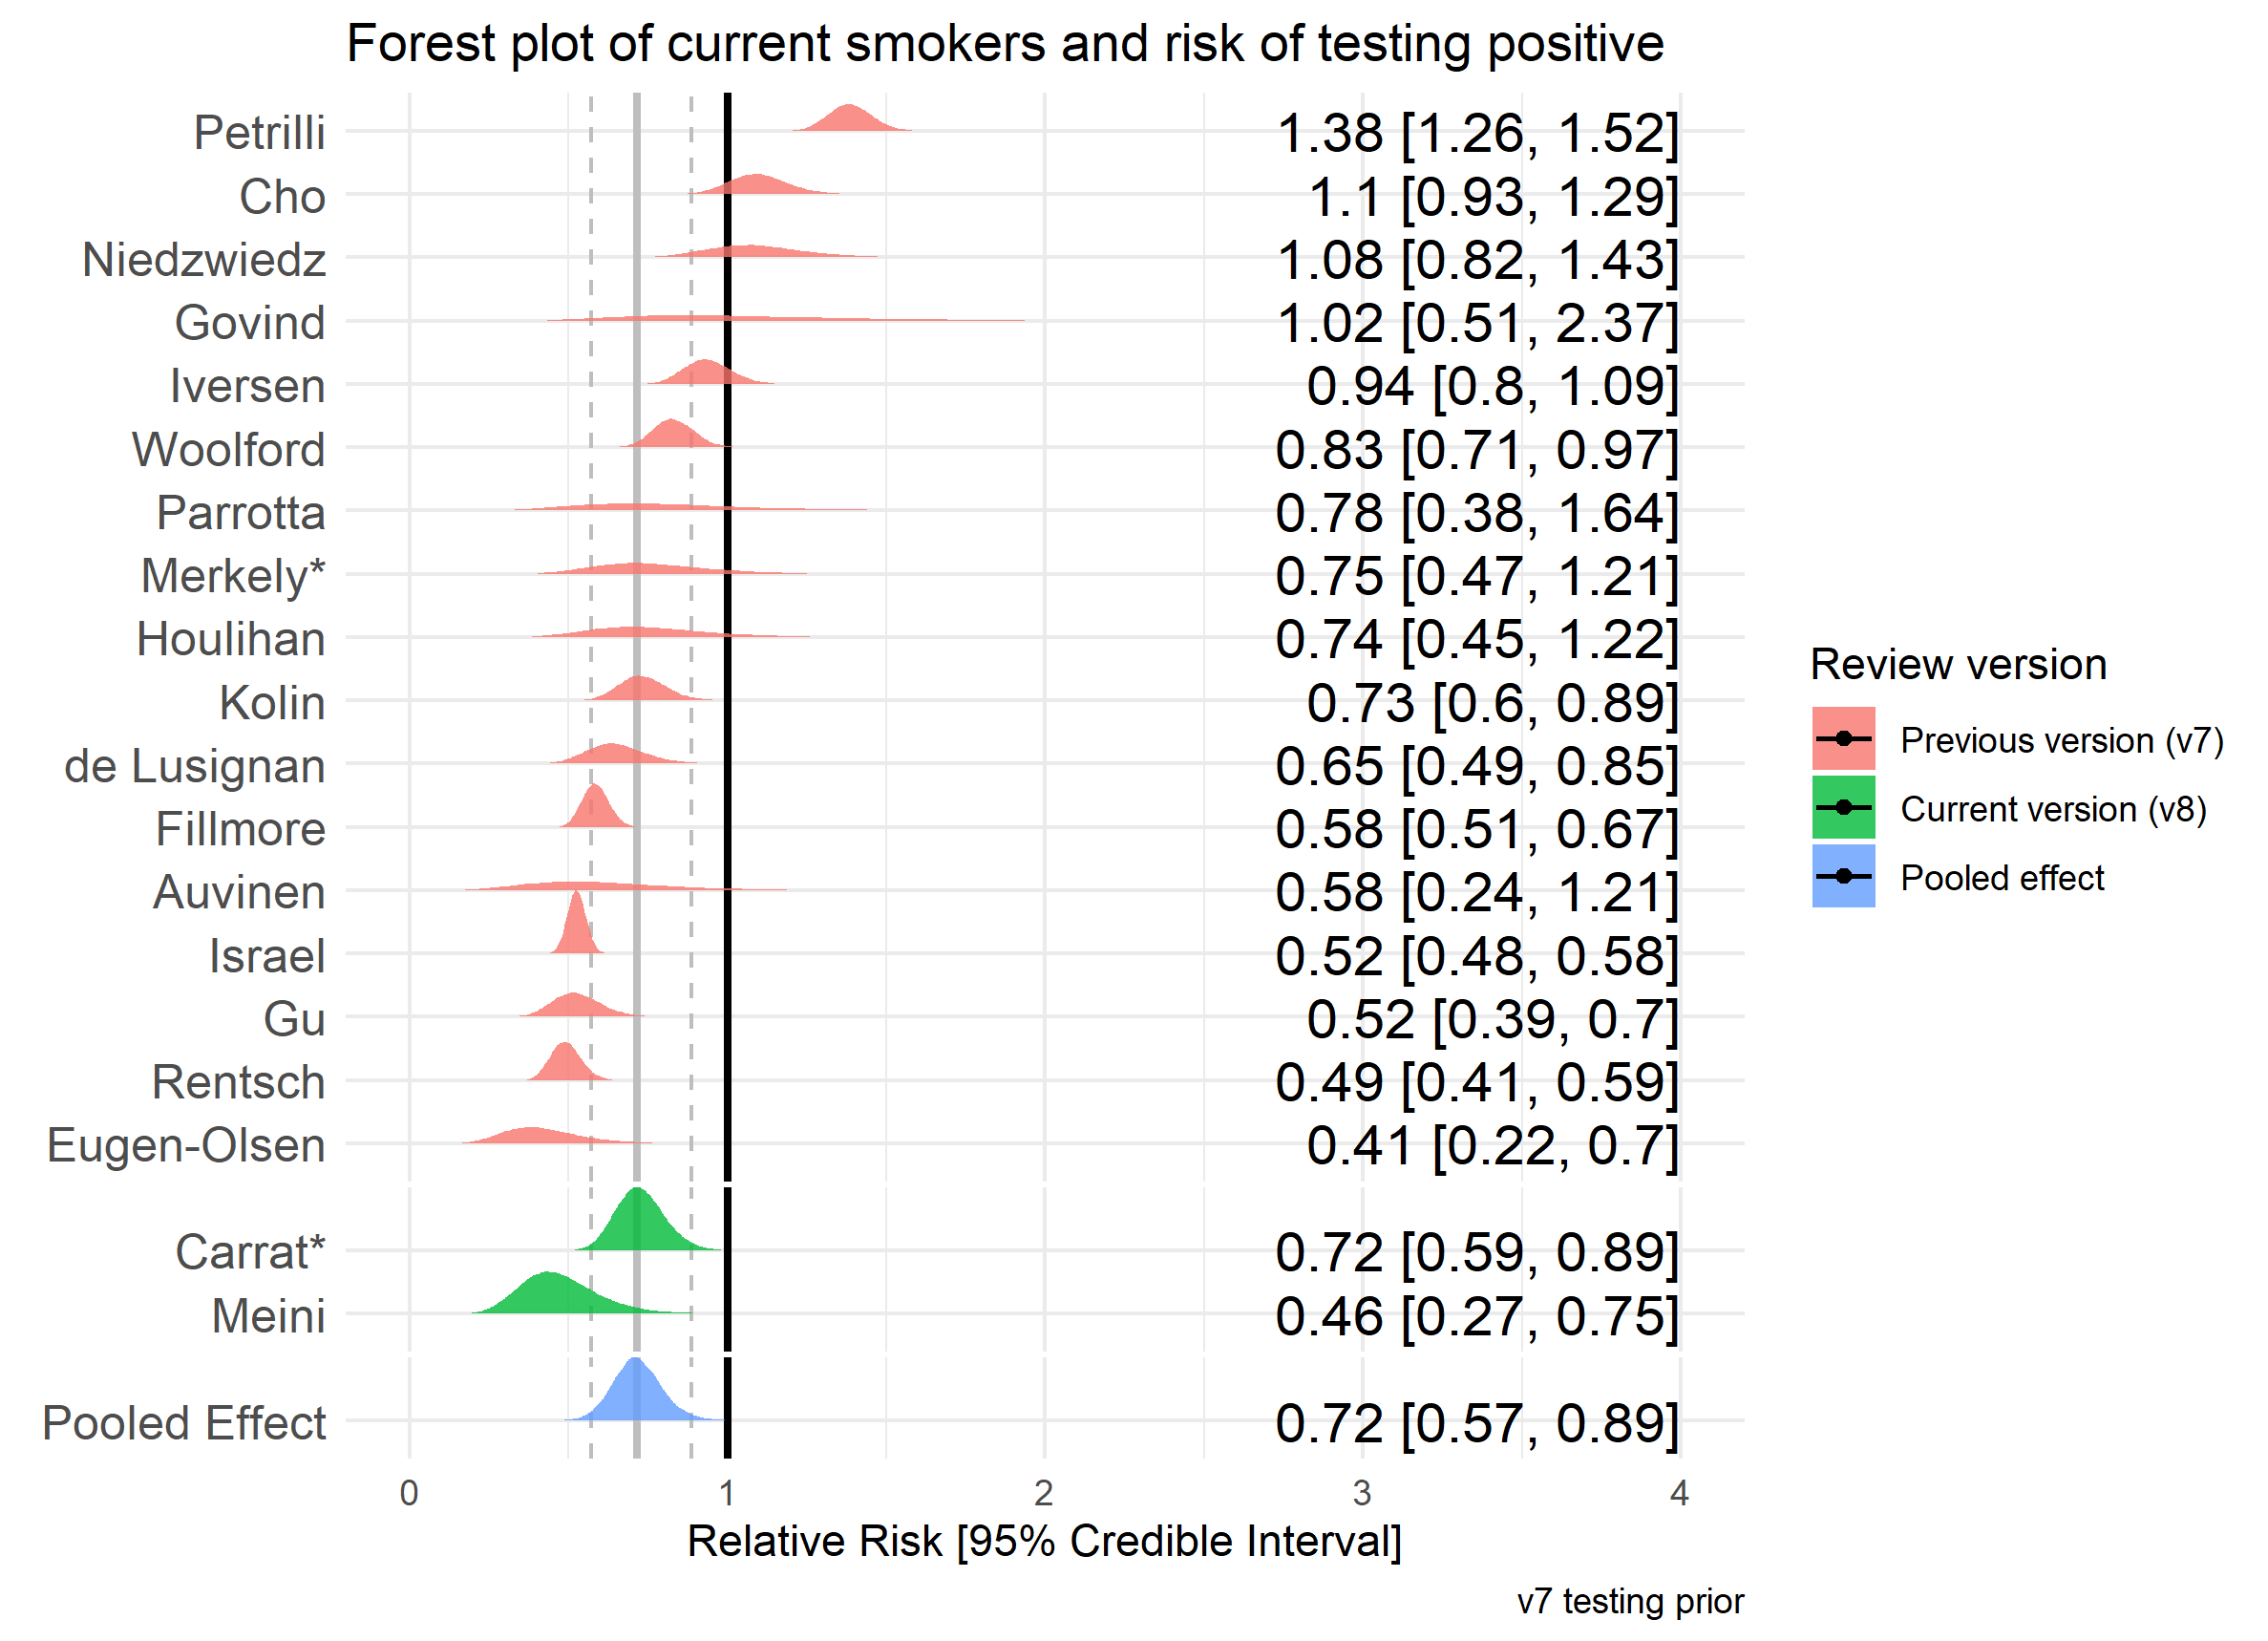 Forest plot of current smokers and risk of testing positive
Petrilli 1.38 [1.26, 1.52]
Cho 1.1 [0.93, 1.29]
Niedzwiedz 1.08 [0.82, 1.43]
Govind 1.02 [0.51, 2.37]
Iversen 0.94 [0.8, 1.09]
Woolford 0.83 [0.71, 0.97]
Parrotta 0.78 [0.38, 1.64]
Merkely* 0.75 [0.47, 1.21]
Houlihan 0.74 [0.45, 1.22]
Kolin 0.73 [0.6, 0.89]
de Lusignan 0.65 [0.49, 0.85]
Fillmore 0.58 [0.51, 0.67]
Auvinen 0.58 [0.24, 1.21]
Israel 0.52 [0.48, 0.58]
Gu 0.52 [0.39, 0.7]
Rentsch 0.49 [0.41, 0.59]
Eugen-Olsen 0.41 [0.22, 0.7]
Carrat* 0.72 [0.59, 0.89]
Meini 0.46 [0.27, 0.75]
Pooled Effect 0.72 [0.57, 0.89]
0 1 2 3 4
Relative Risk [95% Credible Interval]
v7 testing prior
Review version
Previous version (v7)
Current version (v8)
Pooled effect